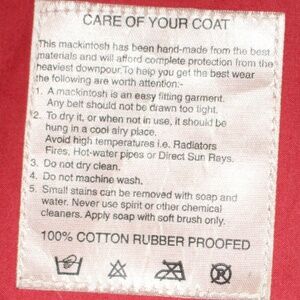 CARE OF YOUR COAT
This mackintosh has been hand-made from the best
materials and will afford complete protection from the
heaviest downpour.To help you get the best wear
the following are worth attention:-
1. A mackintosh is an easy fitting garment.
Any belt should not be drawn too tight.
2. To dry it, or when not in use, it should be
hung in a cool airy place.
Avoid high temperatures i.e. Radiators
Fires, Hot-water pipes or Direct Sun Rays.
3. Do not dry clean.
4. Do not machine wash.
5. Small stains can be removed with soap and
water. Never use spirit or other chemical
cleaners. Apply soap with soft brush only.
100% COTTON RUBBER PROOFED